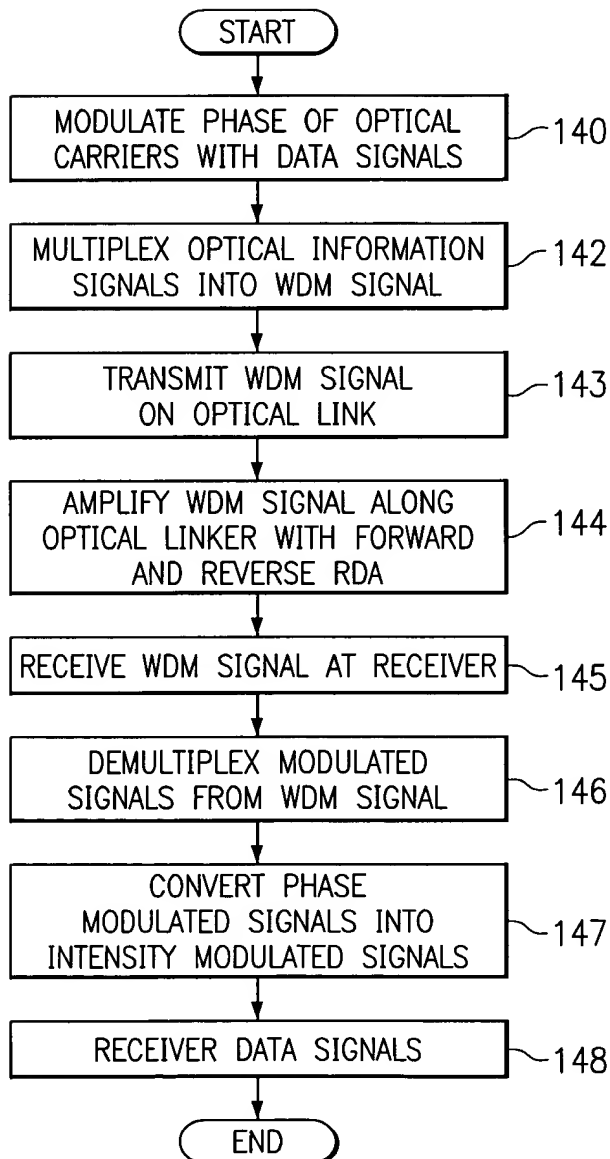 START
MODULATE PHASE OF OPTICAL
CARRIERS WITH DATA SIGNALS
140
MULTIPLEX OPTICAL INFORMATION
SIGNALS INTO WDM SIGNAL
142
TRANSMIT WDM SIGNAL
ON OPTICAL LINK
143
AMPLIFY WDM SIGNAL ALONG
OPTICAL LINKER WITH FORWARD
AND REVERSE RDA
144
RECEIVE WDM SIGNAL AT RECEIVER
145
DEMULTIPLEX MODULATED
SIGNALS FROM WDM SIGNAL
146
CONVERT PHASE
MODULATED SIGNALS INTO
INTENSITY MODULATED SIGNALS
147
RECEIVER DATA SIGNALS
148
END